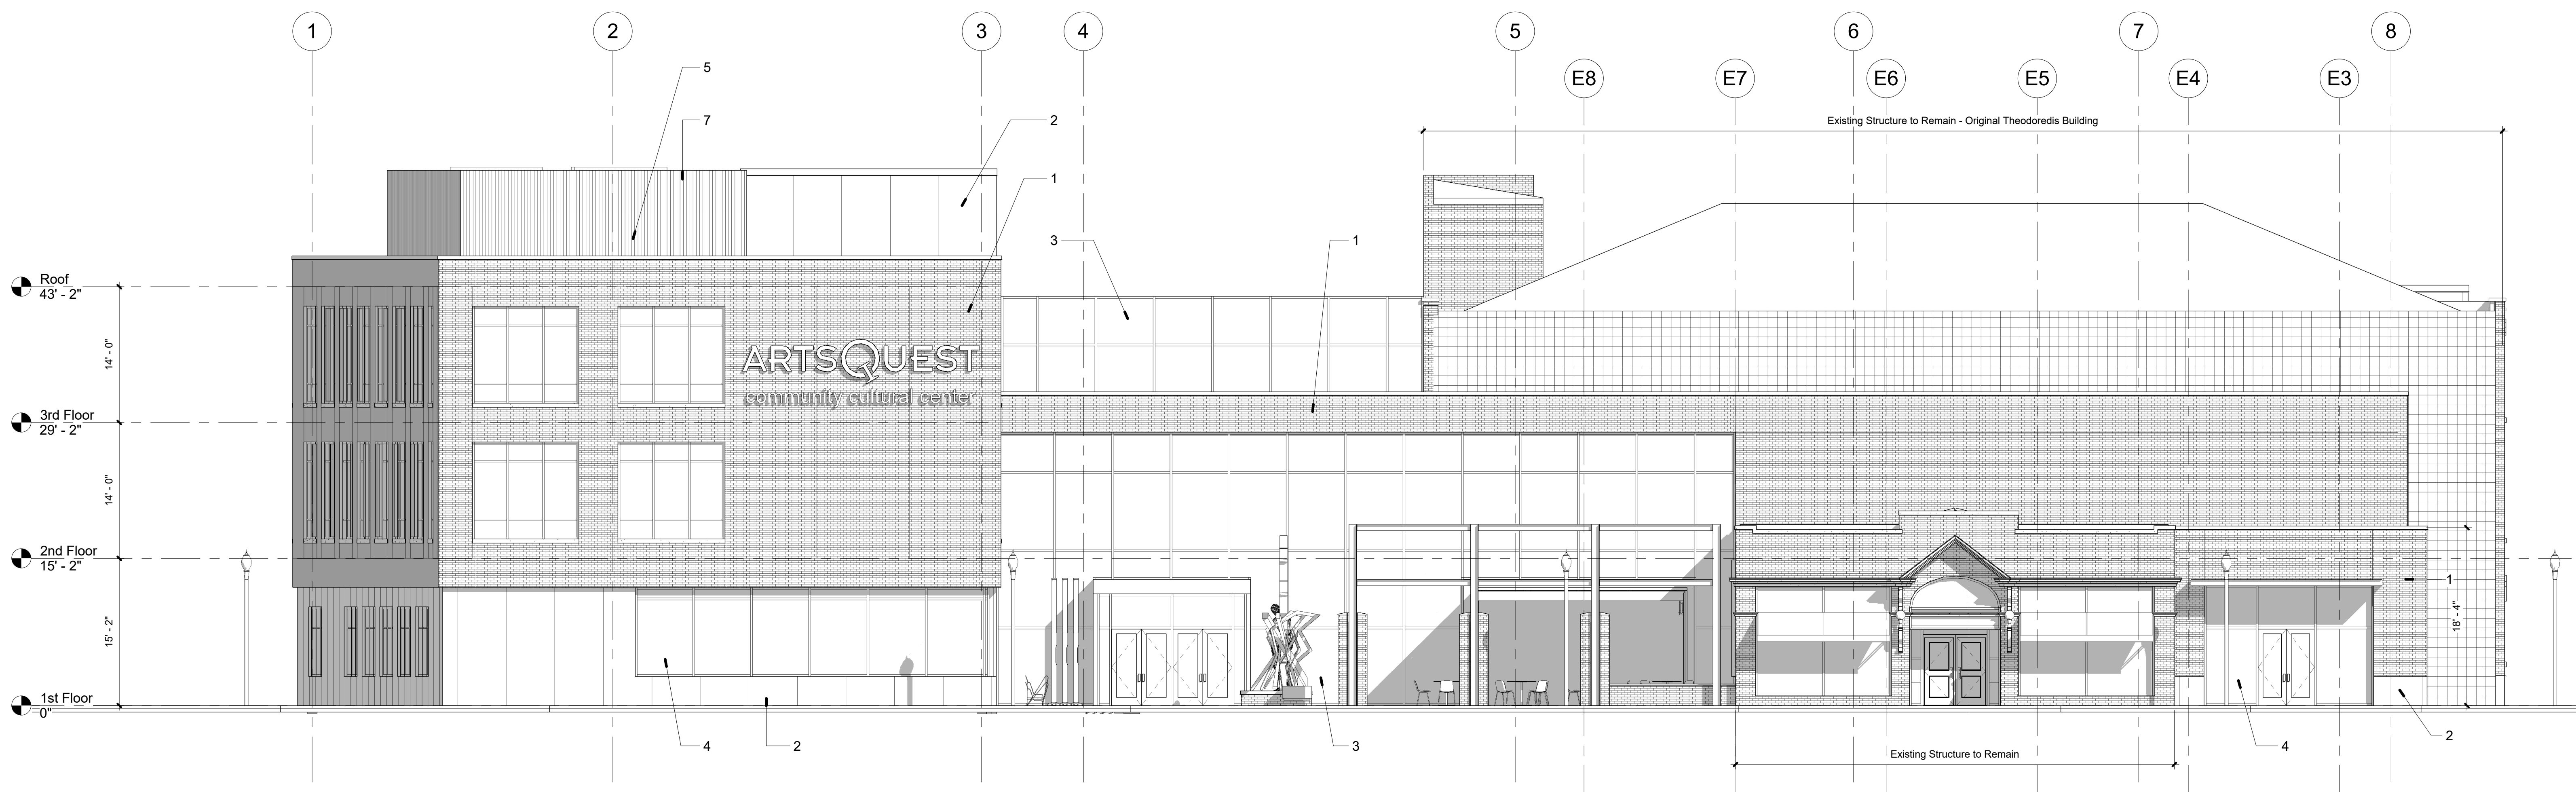 1
2
3
4
5
6
7
8
E8
E7
E6
E5
E4
E3
5
7
2
1
3
1
Existing Structure to Remain - Original Theodoredis Building
Roof
43' - 2"
14' - 0"
3rd Floor
29' - 2"
14' - 0"
2nd Floor
15' - 2"
15' - 2"
1st Floor
0"
ARTSQUEST
community cultural center
1
18' - 4"
4
2
3
Existing Structure to Remain
4
2